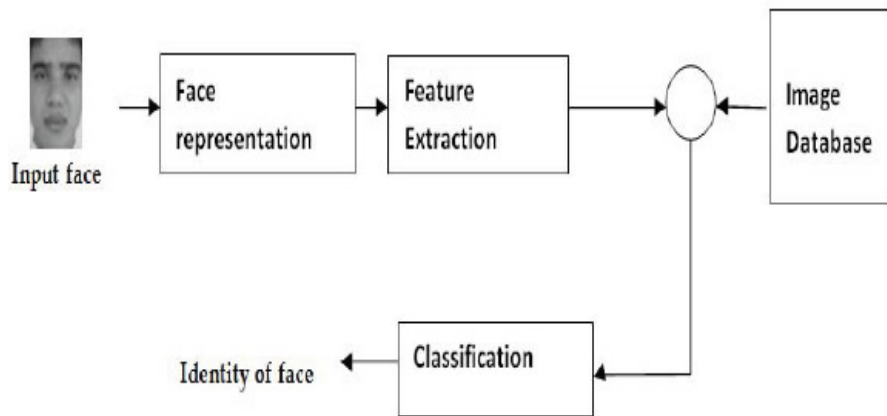 Input face
Face
representation
Feature
Extraction
Image
Database
Classification
Identity of face